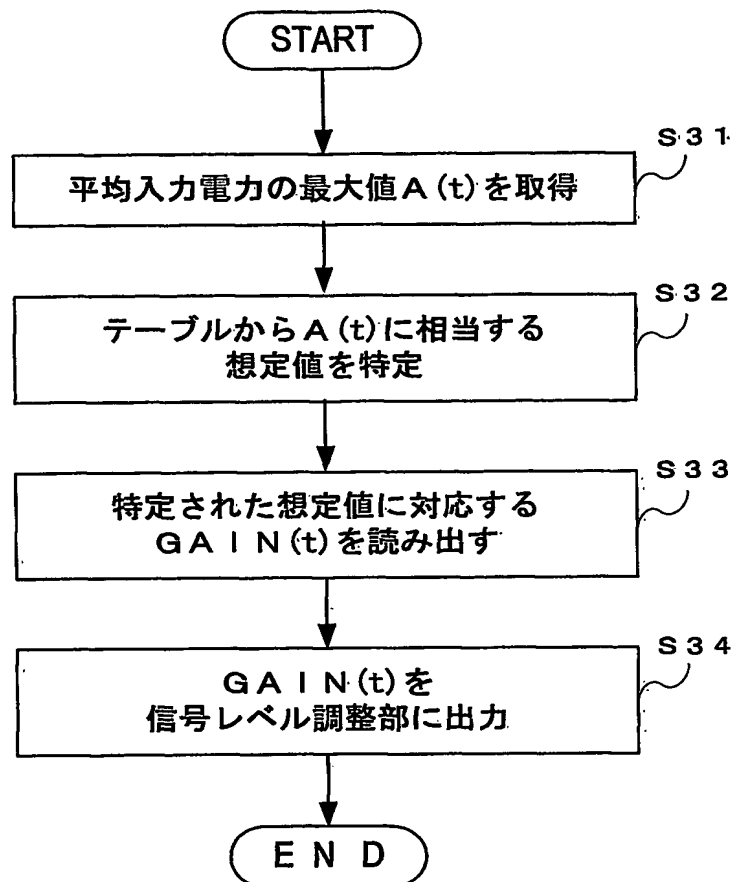 START
S31
平均入力電力の最大値A(t)を取得
S32
テーブルからA(t)に相当する
想定値を特定
S33
特定された想定値に対応する
GAIN(t)を読み出す
S34
GAIN(t)を
信号レベル調整部に出力
END